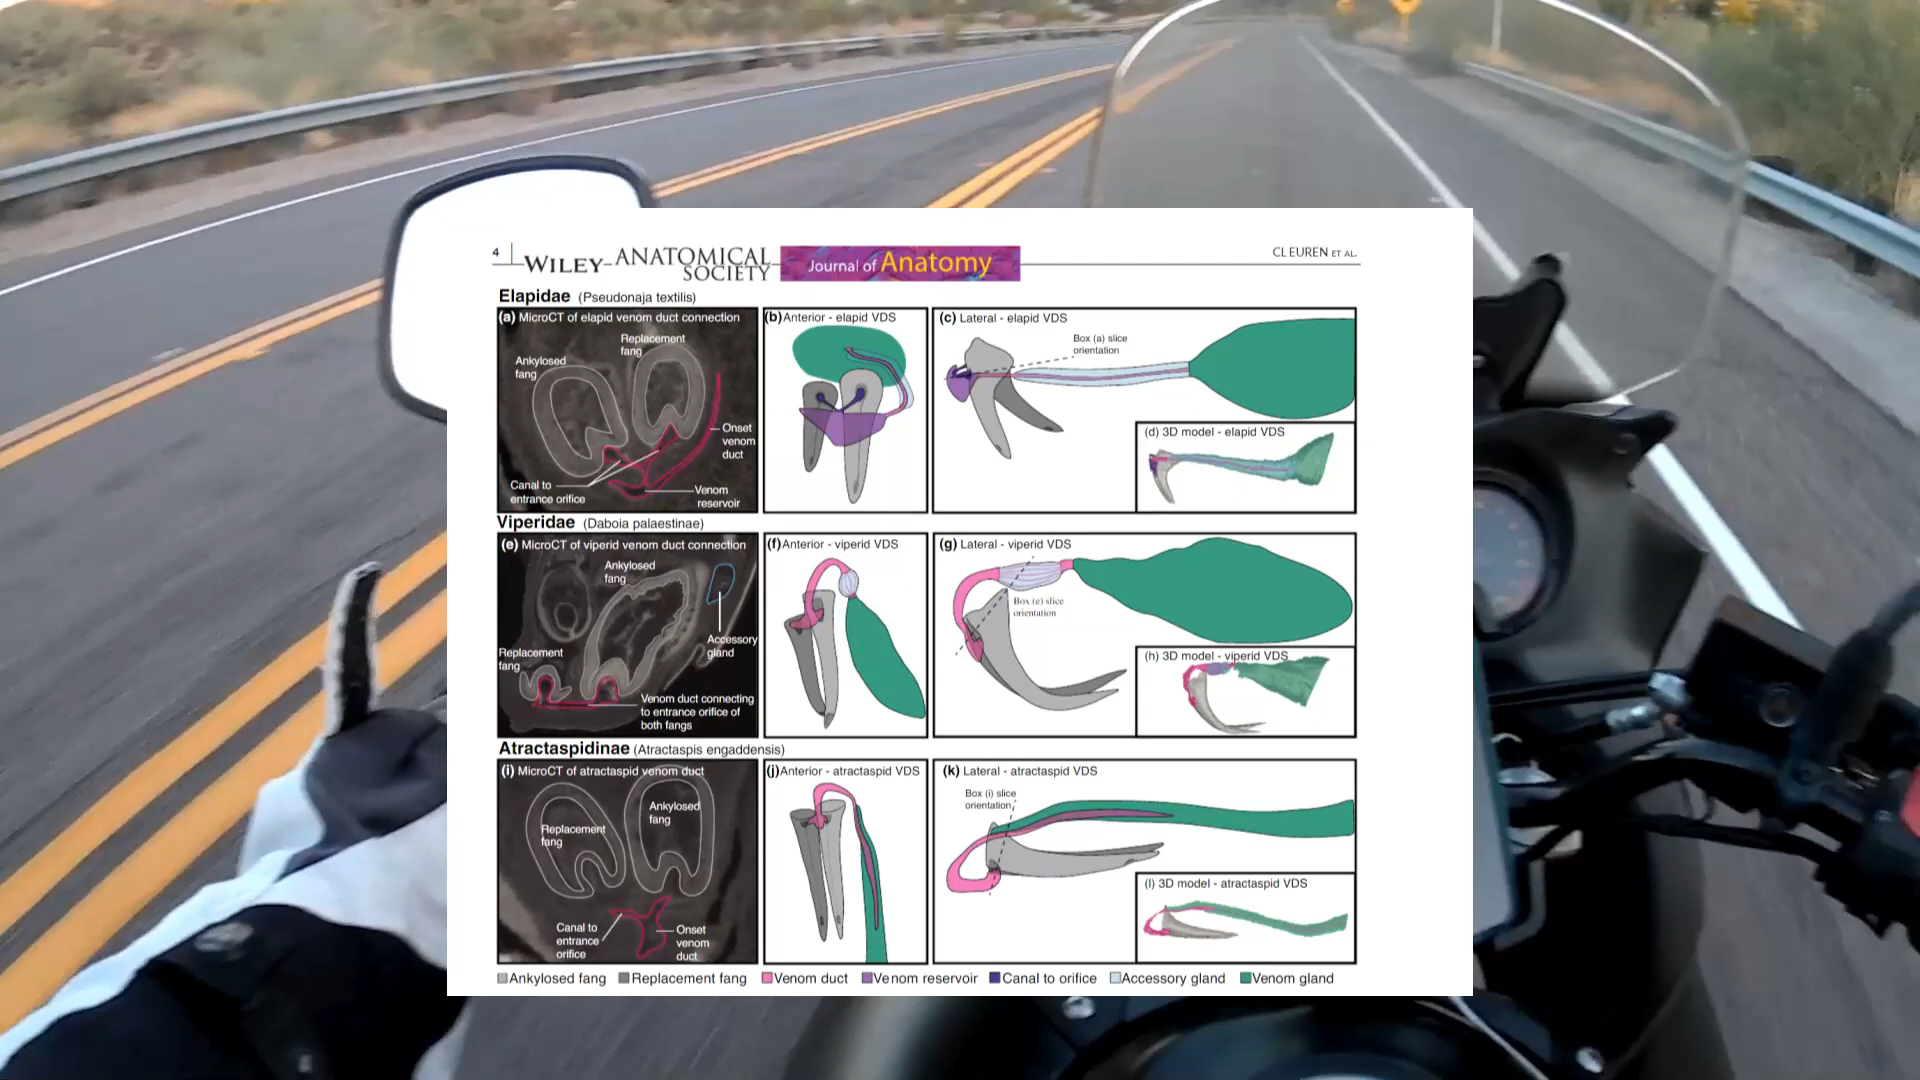 4 WILEY ANATOMICAL SOCIETY Journal of Anatomy CLEUREN ET AL.
Elapidae (Pseudonaja textilis)
(a) MicroCT of elapid venom duct connection
Replacement
fang
Ankylosed
fang
Onset
venom
duct
Canal to
entrance orifice
Venom
reservoir
(b) Anterior - elapid VDS
(c) Lateral - elapid VDS
Box (a) slice
orientation
(d) 3D model - elapid VDS
Viperidae (Daboia palaestinae)
(e) MicroCT of viperid venom duct connection
Ankylosed
fang
Accessory
gland
Replacement
fang
Venom duct connecting
to entrance orifice of
both fangs
(f) Anterior - viperid VDS
(g) Lateral - viperid VDS
Box (e) slice
orientation
(h) 3D model - viperid VDS
Atractaspidinae (Atractaspis engaddensis)
(i) MicroCT of atractaspid venom duct
Ankylosed
fang
Replacement
fang
Canal to
entrance
orifice
Onset
venom
duct
(j) Anterior - atractaspid VDS
(k) Lateral - atractaspid VDS
Box (i) slice
orientation
(l) 3D model - atractaspid VDS
Ankylosed fang Replacement fang Venom duct Venom reservoir Canal to orifice Accessory gland Venom gland